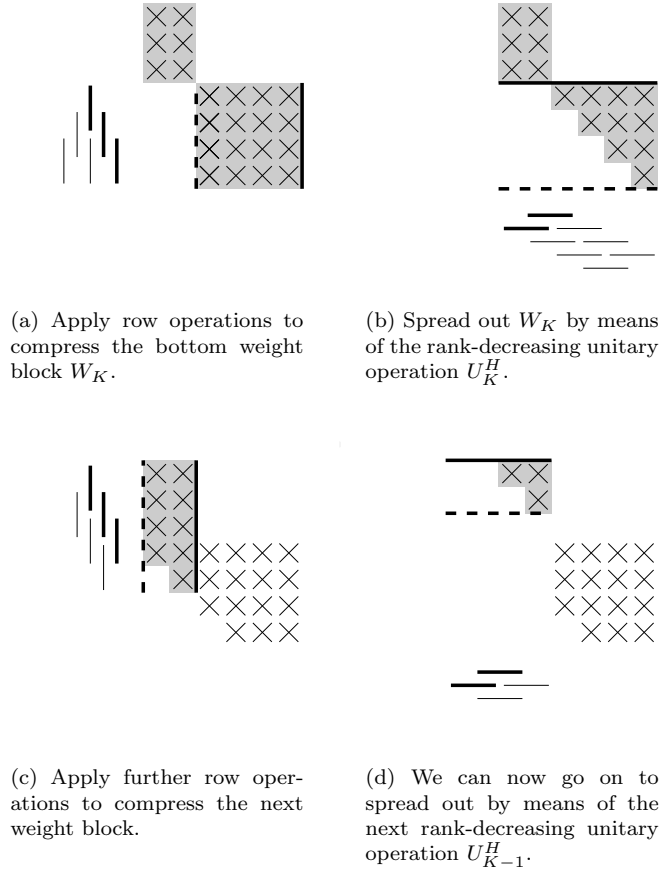 (a) Apply row operations to
compress the bottom weight
block W_K.
(b) Spread out W_K by means
of the rank-decreasing unitary
operation U_K^H.
(c) Apply further row oper-
ations to compress the next
weight block.
(d) We can now go on to
spread out by means of the
next rank-decreasing unitary
operation U_{K−1}^H.